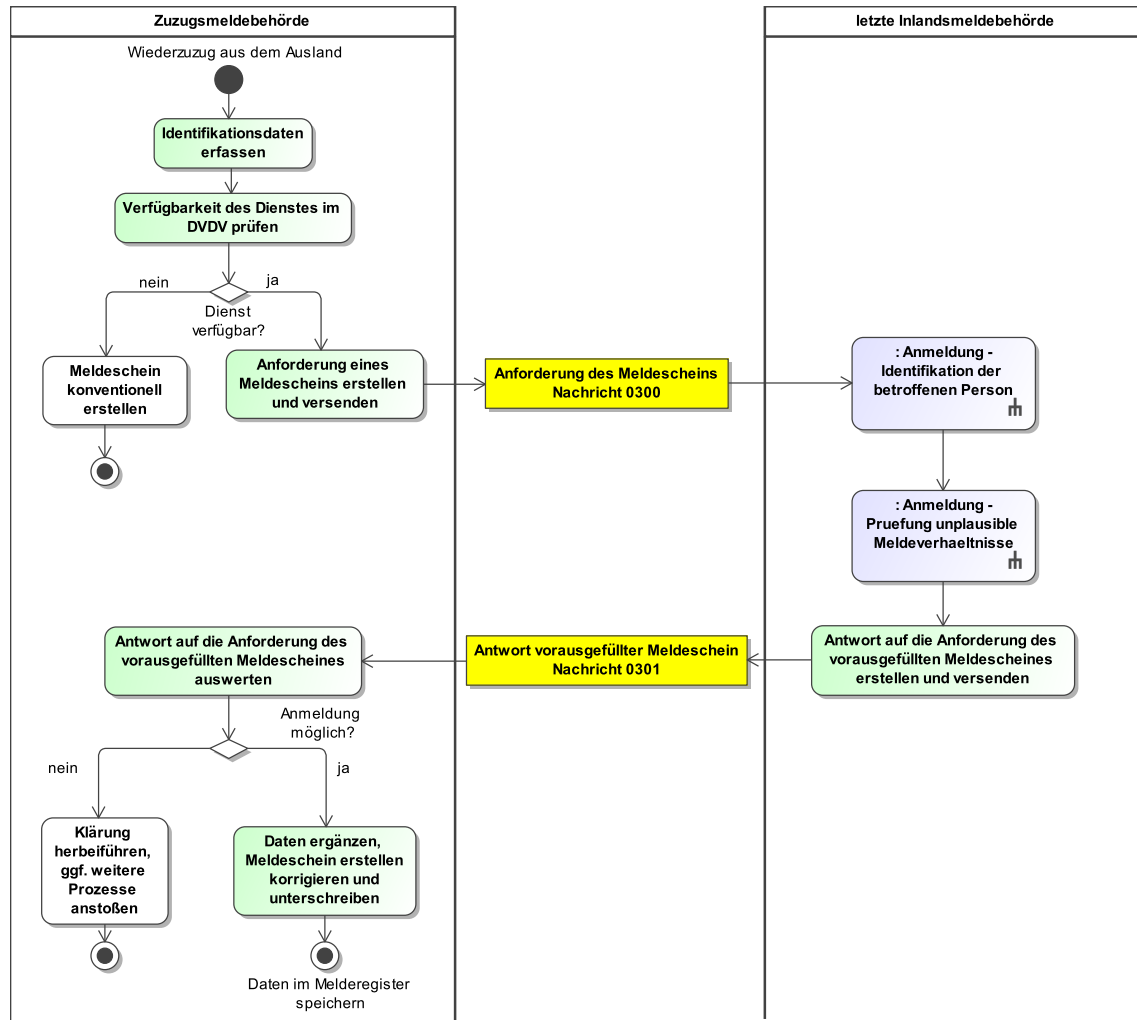 Zuzugsmeldebehörde
letzte Inlandsmeldebehörde
Wiederzuzug aus dem Ausland
Identifikationsdaten
erfassen
Verfügbarkeit des Dienstes im
DVDV prüfen
nein
ja
Dienst
verfügbar?
Meldeschein
konventionell
erstellen
Anforderung eines
Meldescheins erstellen
und versenden
Anforderung des Meldescheins
Nachricht 0300
: Anmeldung -
Identifikation der
betroffenen Person
: Anmeldung -
Pruefung unplausible
Meldeverhaeltnisse
Antwort auf die Anforderung des
vorausgefüllten Meldescheines
erstellen und versenden
Antwort vorausgefüllter Meldeschein
Nachricht 0301
Antwort auf die Anforderung des
vorausgefüllten Meldescheines
auswerten
Anmeldung
möglich?
nein
ja
Klärung
herbeiführen,
ggf. weitere
Prozesse
anstoßen
Daten ergänzen,
Meldeschein erstellen
korrigieren und
unterschreiben
Daten im Melderegister
speichern